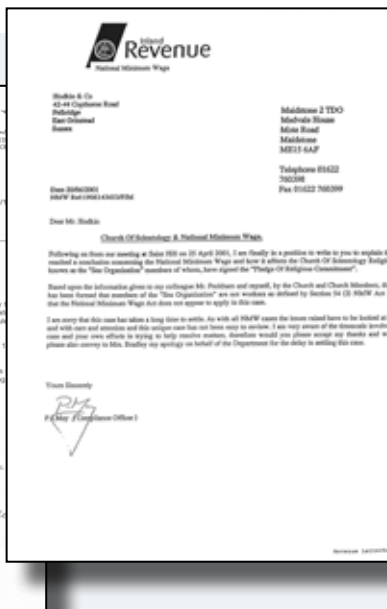 Inland
Revenue
National Minimum Wage
Hodkin & Co
42-44 Copthorne Road
Felbridge
East Grinstead
Sussex
Maidstone 2 TDO
Medvale House
Mote Road
Maidstone
ME15 6AF
Telephone 01622
760398
Fax 01622 760399
Date 20/06/2001
Dear Mr. Hodkin
Church Of Scientology & National Minimum Wage.
Following on from our meeting at Saint Hill on 25 April 2001, I am finally in a position to write to you to explain
reached a conclusion concerning the National Minimum Wage and how it affects the Church Of Scientology
known as the "Sea Organisation" members of whom, have signed the "Pledge Of Religious Commitment".
Based upon the information given to my colleague Mr. Peckham and myself, by the Church and Church Members,
has been formed that members of the "Sea Organization" are not workers as defined by Section 54 (3) NMW
that the National Minimum Wage Act does not appear to apply in this case.
I am sorry that this case has taken a long time to settle. As with all NMW cases the issues raised have to be looked at
and with care and attention and this unique case has not been easy to review. I am very aware of the timescale
case and your own efforts in trying to help resolve matters, therefore would you please accept my thanks and
please also convey to Mrs. Bradley my apology on behalf of the Department for the delay in settling this case.
Yours Sincerely
P J May (Compliance Officer)